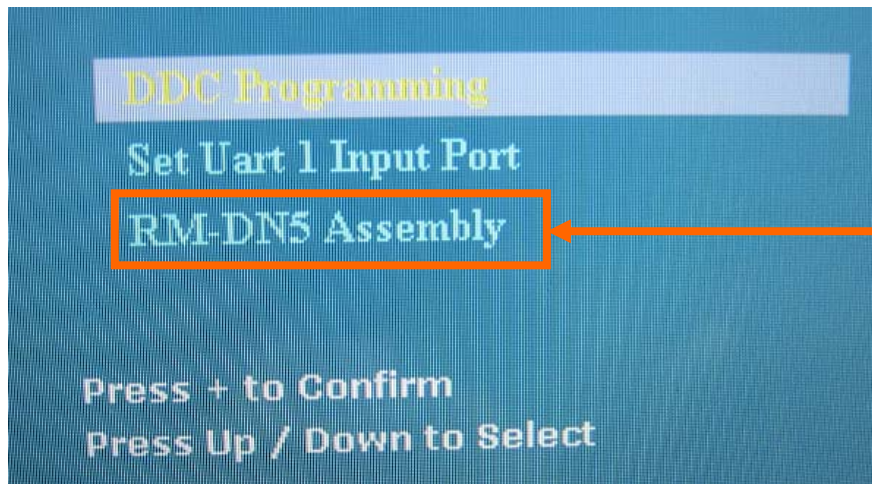 DDC Programming
Set Uart 1 Input Port
RM-DN5 Assembly
Press + to Confirm
Press Up / Down to Select